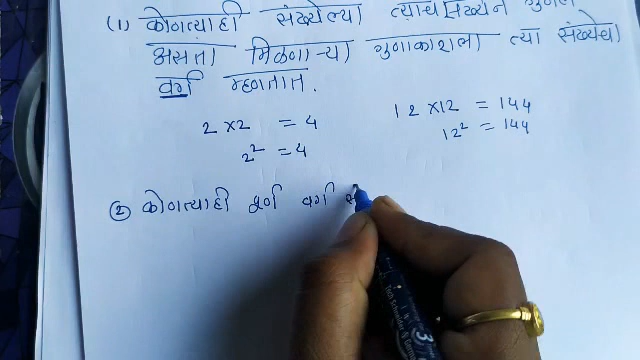 (1) कोणत्याही संख्येल्या त्याच संख्येने गुणले
असता मिळणाऱ्या गुणाकाराला त्या संख्येचा
वर्ग म्हणतात.
2 × 2 = 4
12 × 12 = 144
2² = 4
12² = 144
② कोणत्याही पूर्ण वर्ग